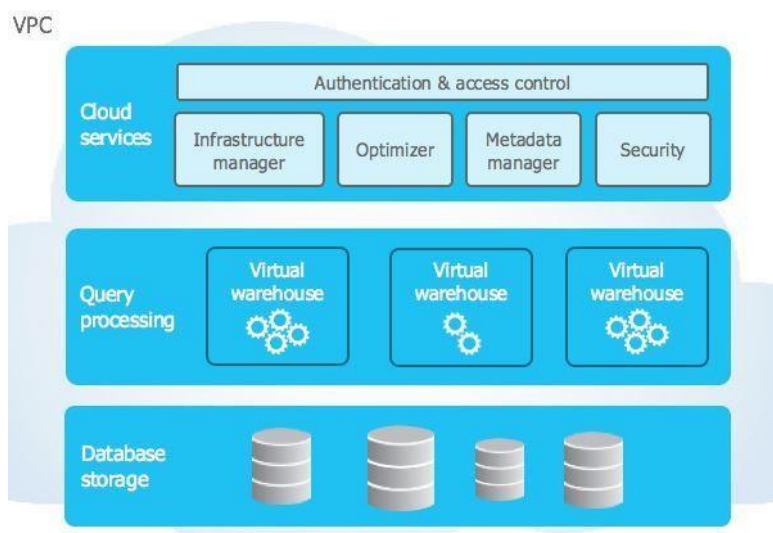 VPC
Authentication & access control
Cloud
services
Infrastructure
manager
Optimizer
Metadata
manager
Security
Query
processing
Virtual
warehouse
Virtual
warehouse
Virtual
warehouse
Database
storage